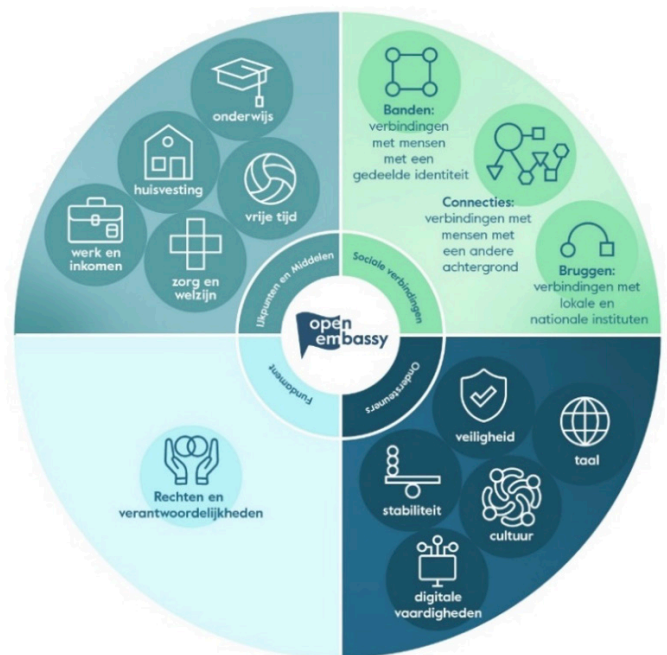 onderwijs
huisvesting
vrije tijd
werk en
inkomen
zorg en
welzijn
IJkpunten en Middelen
Banden:
verbindingen
met mensen
met een
gedeelde identiteit
Connecties:
verbindingen met
mensen met
een andere
achtergrond
Bruggen:
verbindingen met
lokale en
nationale instituten
Sociale verbindingen
open
embassy
Fundament
Rechten en
verantwoordelijkheden
Ondersteuners
veiligheid
taal
stabiliteit
cultuur
digitale
vaardigheden